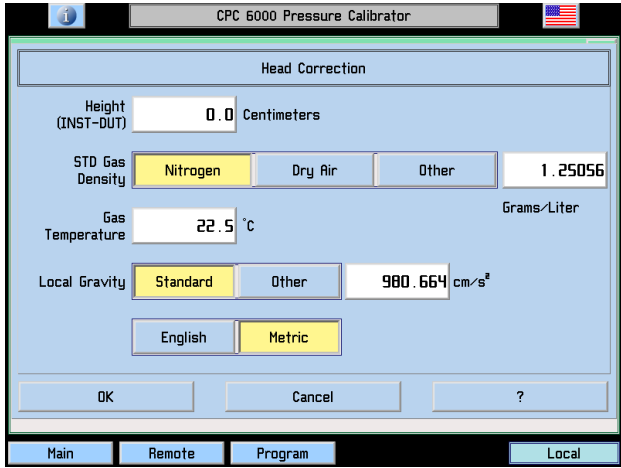 i CPC 6000 Pressure Calibrator
Head Correction
Height
(INST-DUT) 0.0 Centimeters
STD Gas
Density Nitrogen Dry Air Other 1.25056
Grams/Liter
Gas
Temperature 22.5 °C
Local Gravity Standard Other 980.664 cm/s²
English Metric
OK Cancel ?
Main Remote Program Local